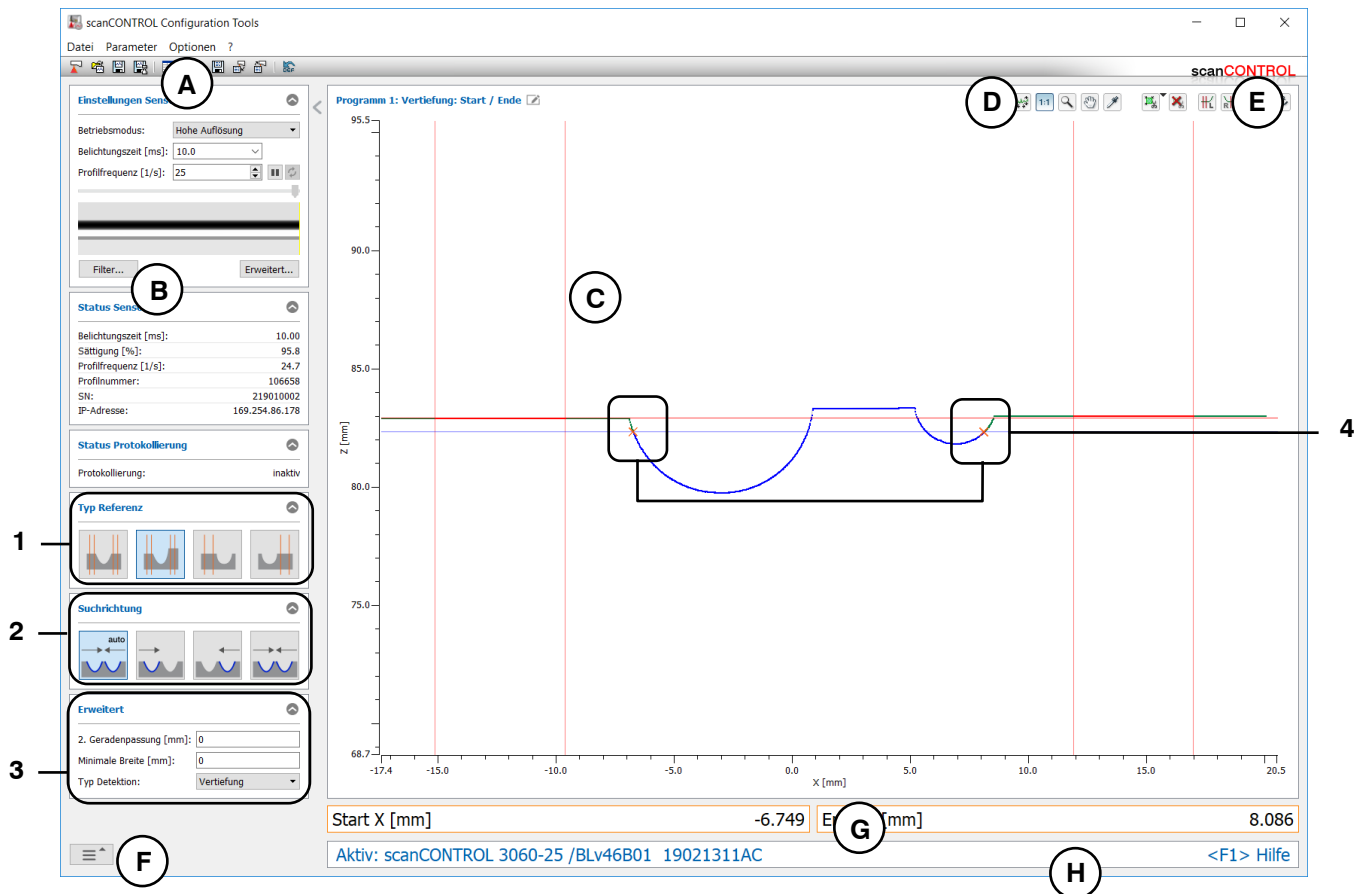 scanCONTROL Configuration Tools
Datei Parameter Optionen ?
scanCONTROL
A
Einstellungen Sens
Betriebsmodus: Hohe Auflösung
Belichtungszeit [ms]: 10.0
Profilfrequenz [1/s]: 25
Filter... Erweitert...
B
Status Senso
Belichtungszeit [ms]: 10.00
Sättigung [%]: 95.8
Profilfrequenz [1/s]: 24.7
Profilnummer: 106658
SN: 219010002
IP-Adresse: 169.254.86.178
Status Protokollierung
Protokollierung: inaktiv
1
Typ Referenz
2
Suchrichtung
auto
3
Erweitert
2. Geradenpassung [mm]: 0
Minimale Breite [mm]: 0
Typ Detektion: Vertiefung
F
Programm 1: Vertiefung: Start / Ende
D
1:1
E
C
4
95.5
90.0
85.0
80.0
75.0
68.7
Z [mm]
-17.4 -15.0 -10.0 -5.0 0.0 5.0 10.0 15.0 20.5
X [mm]
Start X [mm] -6.749
G
[mm] 8.086
Aktiv: scanCONTROL 3060-25 /BLv46B01 19021311AC
H
<F1> Hilfe